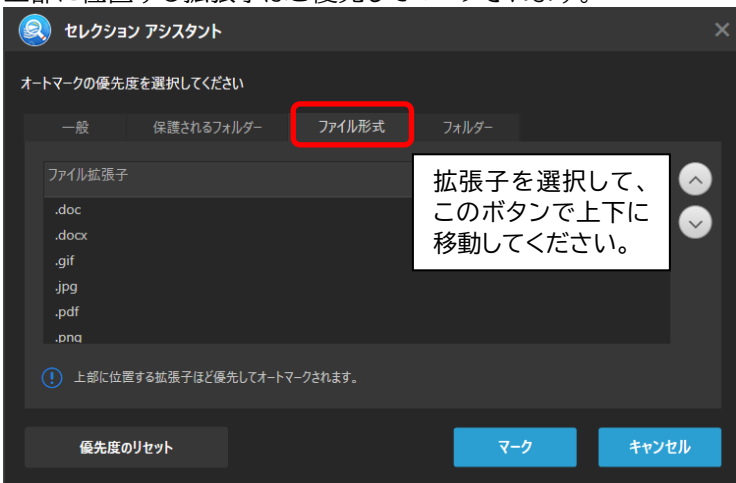 上部に位置する拡張子ほど優先してマークされます。
セレクション アシスタント
オートマークの優先度を選択してください
一般
保護されるフォルダー
ファイル形式
フォルダー
ファイル拡張子
拡張子を選択して、
このボタンで上下に
移動してください。
.doc
.docx
.gif
.jpg
.pdf
.png
上部に位置する拡張子ほど優先してオートマークされます。
優先度のリセット
マーク
キャンセル